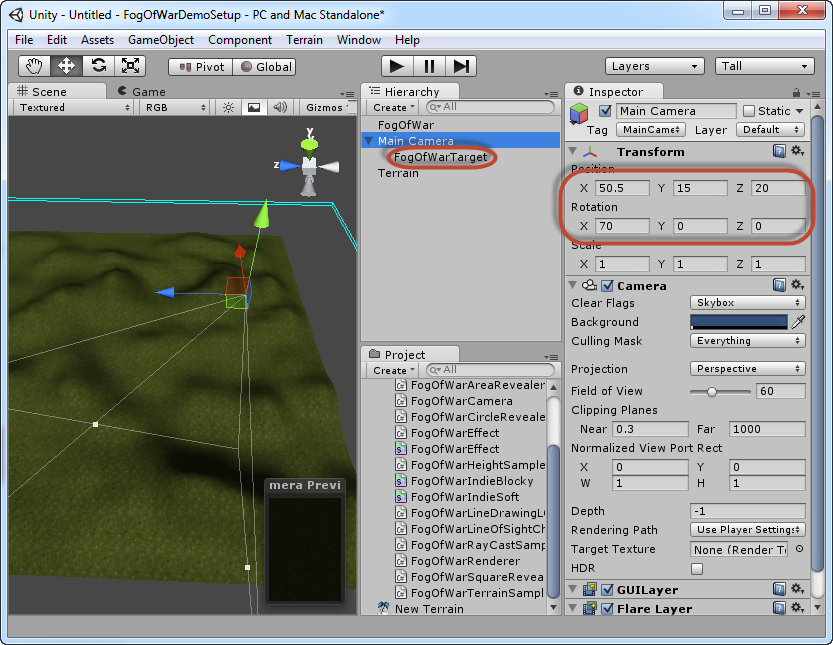 Unity - Untitled - FogOfWarDemoSetup - PC and Mac Standalone*
File Edit Assets GameObject Component Terrain Window Help
Pivot Global Layers Tall
Scene Game
Textured RGB Gizmos
y
z
mera Previ
Hierarchy
Create All
FogOfWar
Main Camera
FogOfWarTarget
Terrain
Project
Create All
FogOfWarAreaRevealer
FogOfWarCamera
FogOfWarCircleReveale
FogOfWarEffect
FogOfWarEffect
FogOfWarHeightSample
FogOfWarIndieBlocky
FogOfWarIndieSoft
FogOfWarLineDrawingL
FogOfWarLineOfSightCh
FogOfWarRayCastSamp
FogOfWarRenderer
FogOfWarSquareRevea
FogOfWarTerrainSampl
New Terrain
Inspector
Main Camera Static
Tag MainCame Layer Default
Transform
Position
X 50.5 Y 15 Z 20
Rotation
X 70 Y 0 Z 0
Scale
X 1 Y 1 Z 1
Camera
Clear Flags Skybox
Background
Culling Mask Everything
Projection Perspective
Field of View 60
Clipping Planes
Near 0.3 Far 1000
Normalized View Port Rect
X 0 Y 0
W 1 H 1
Depth -1
Rendering Path Use Player Settings
Target Texture None (Render Te
HDR
GUILayer
Flare Layer